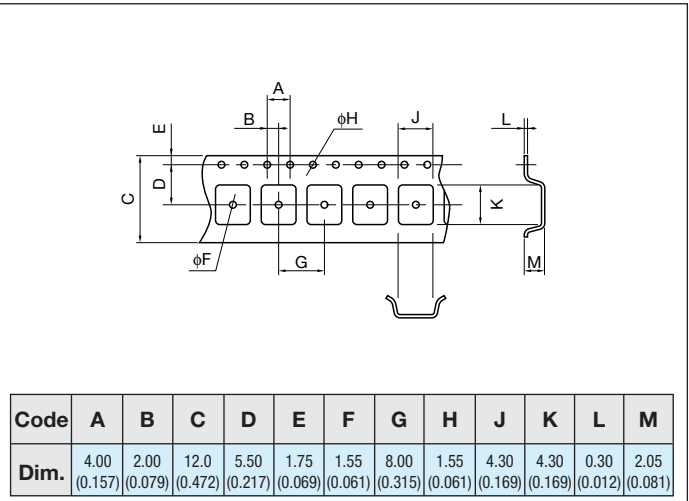 A
B
φH
J
L
E
D
C
K
φF
G
M
Code A B C D E F G H J K L M
Dim. 4.00 2.00 12.0 5.50 1.75 1.55 8.00 1.55 4.30 4.30 0.30 2.05
(0.157) (0.079) (0.472) (0.217) (0.069) (0.061) (0.315) (0.061) (0.169) (0.169) (0.012) (0.081)